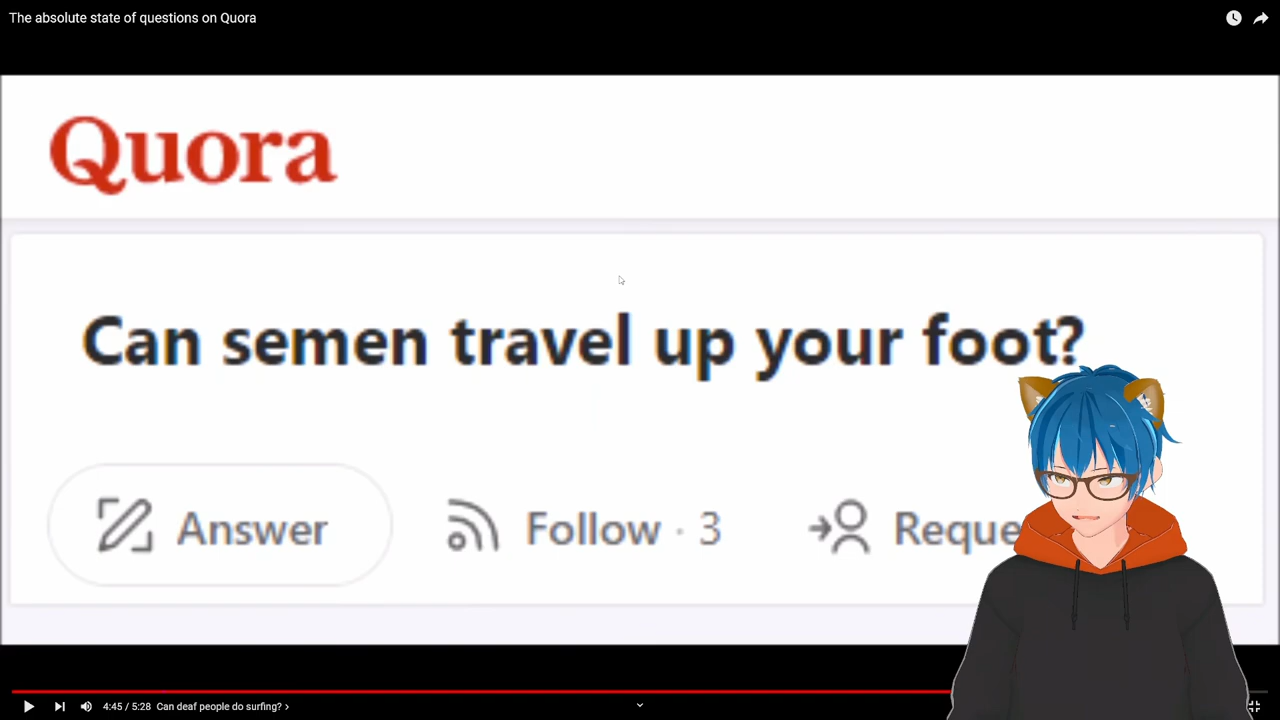 The absolute state of questions on Quora
Quora
Can semen travel up your foot?
Answer
Follow · 3
Reque
4:45 / 5:28 Can deaf people do surfing? ›